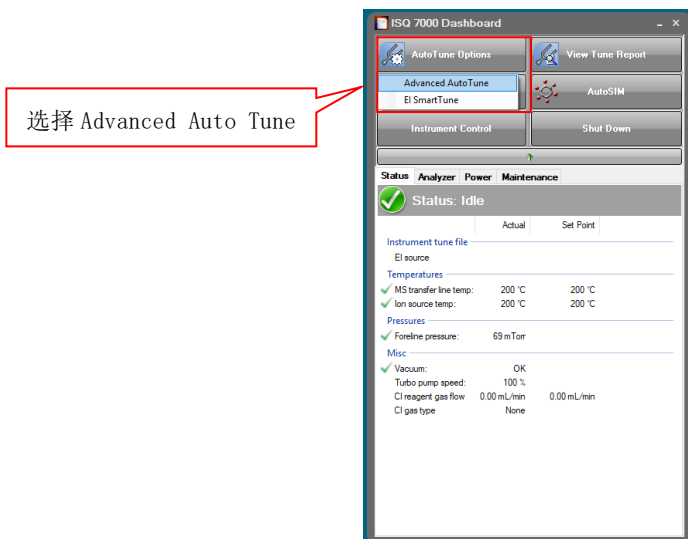 ISQ 7000 Dashboard
AutoTune Options
View Tune Report
Advanced AutoTune
EI SmartTune
AutoSIM
选择 Advanced Auto Tune
Instrument Control
Shut Down
Status Analyzer Power Maintenance
Status: Idle
Actual Set Point
Instrument tune file
EI source
Temperatures
MS transfer line temp: 200 °C 200 °C
Ion source temp: 200 °C 200 °C
Pressures
Foreline pressure: 69 mTorr
Misc
Vacuum: OK
Turbo pump speed: 100 %
CI reagent gas flow 0.00 mL/min 0.00 mL/min
CI gas type None